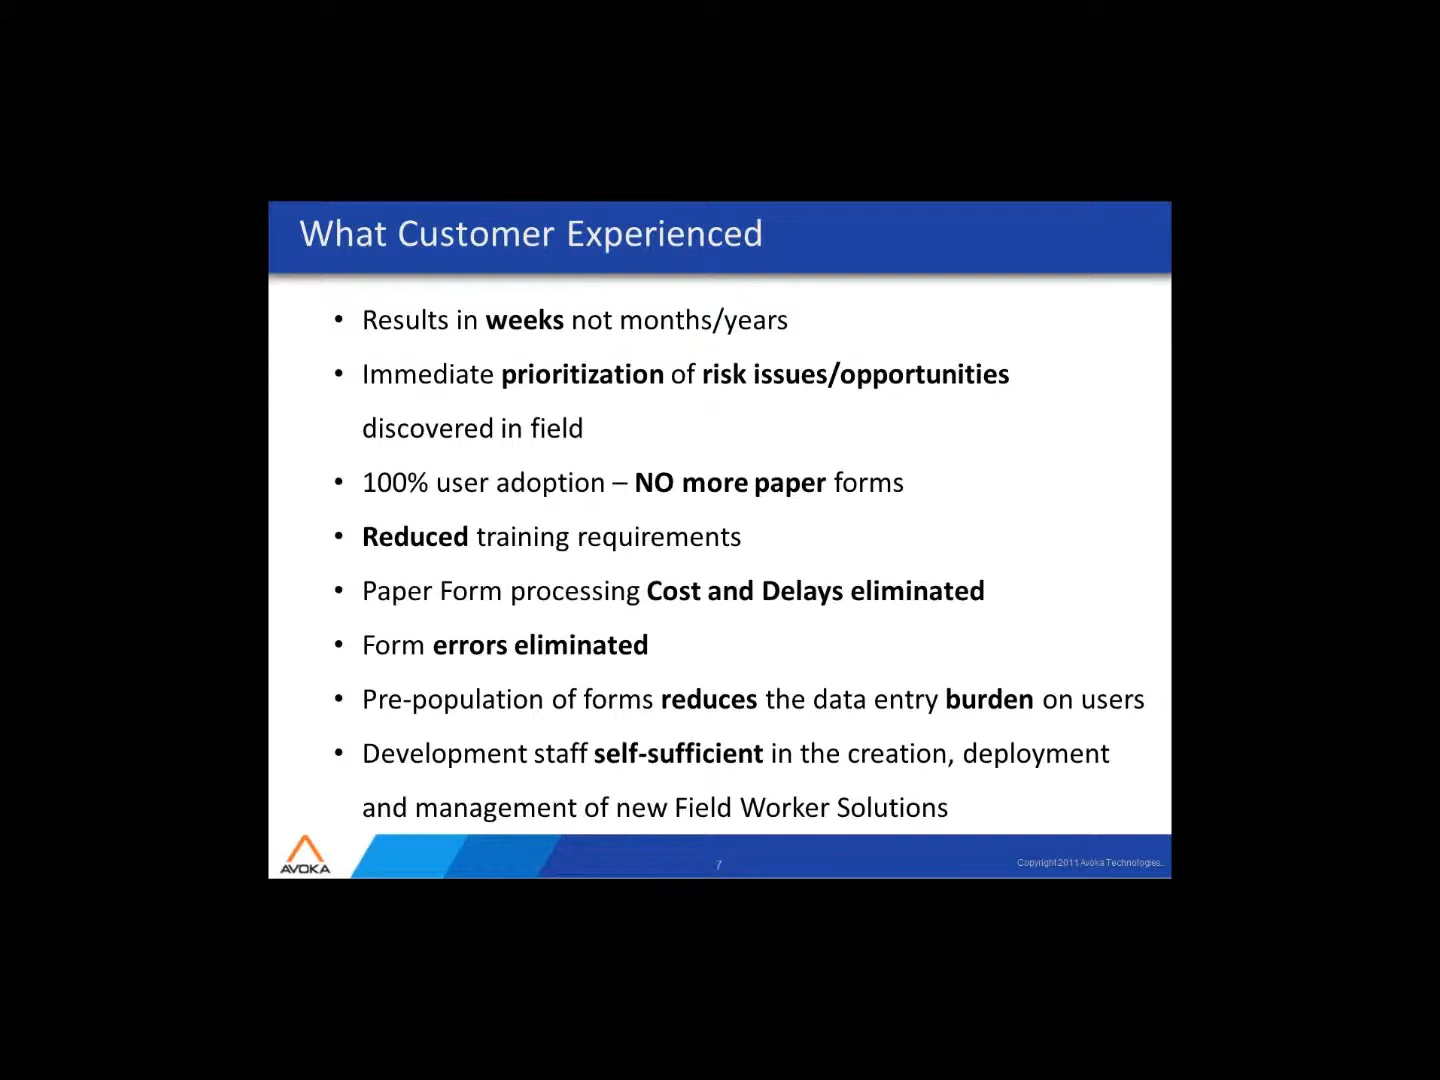 What Customer Experienced
• Results in weeks not months/years
• Immediate prioritization of risk issues/opportunities
discovered in field
• 100% user adoption – NO more paper forms
• Reduced training requirements
• Paper Form processing Cost and Delays eliminated
• Form errors eliminated
• Pre-population of forms reduces the data entry burden on users
• Development staff self-sufficient in the creation, deployment
and management of new Field Worker Solutions
AVOKA
7
Copyright 2011 Avoka Technologies..